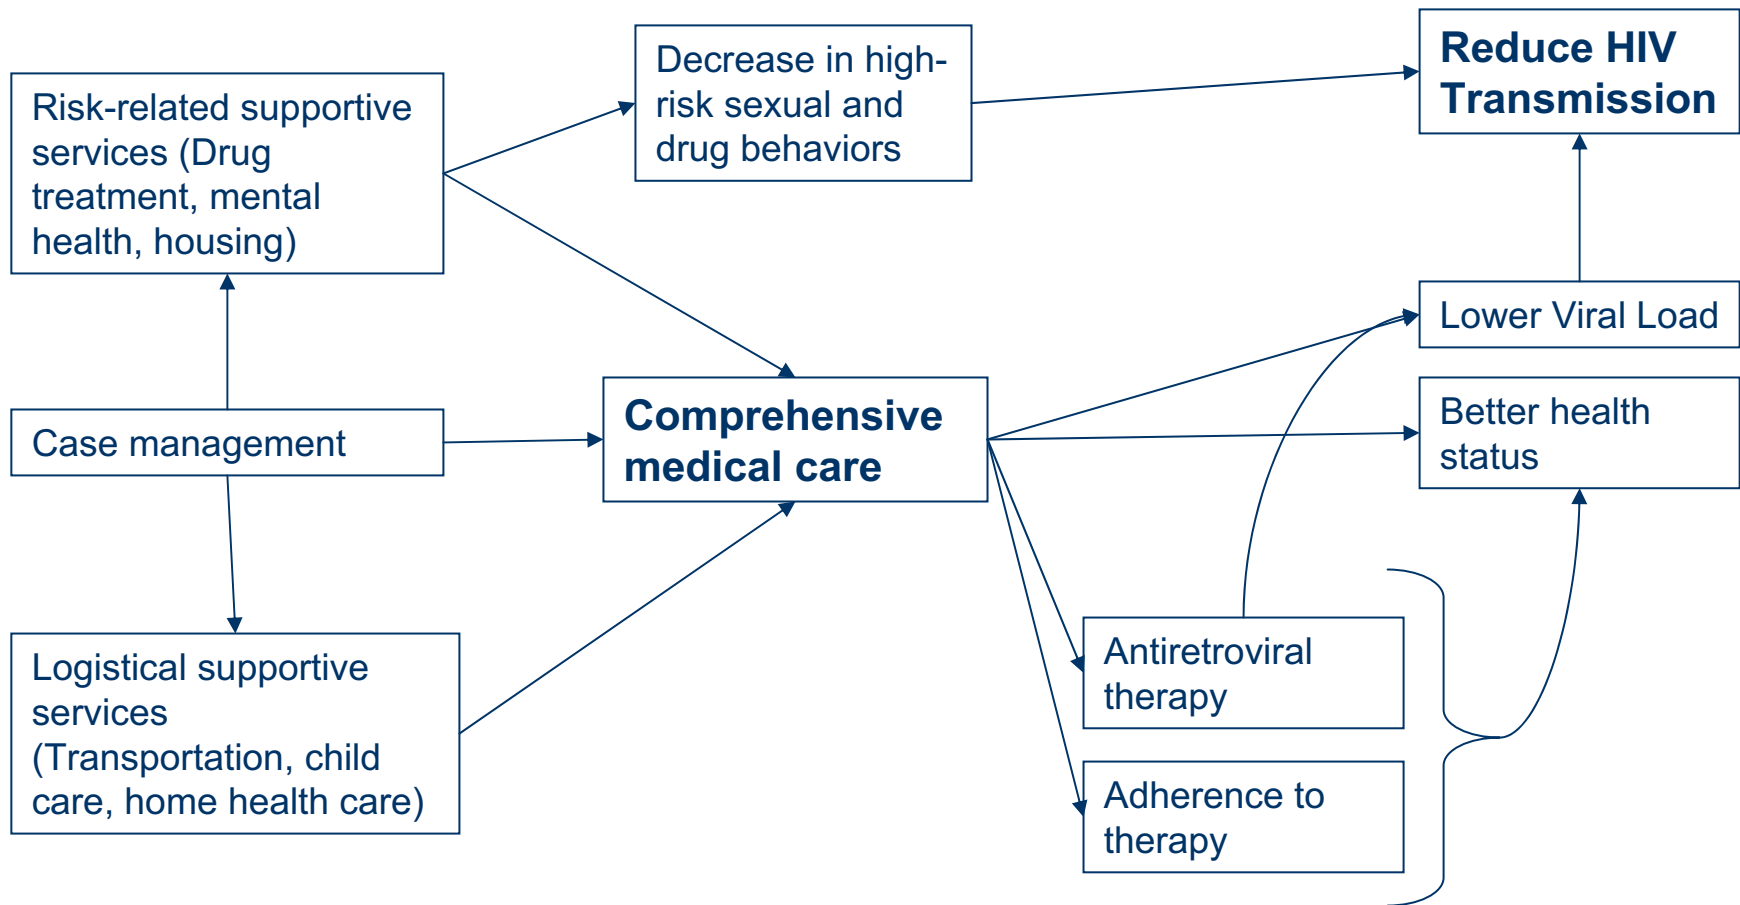 Risk-related supportive
services (Drug
treatment, mental
health, housing)
Decrease in high-
risk sexual and
drug behaviors
Reduce HIV
Transmission
Lower Viral Load
Case management
Comprehensive
medical care
Better health
status
Logistical supportive
services
(Transportation, child
care, home health care)
Antiretroviral
therapy
Adherence to
therapy